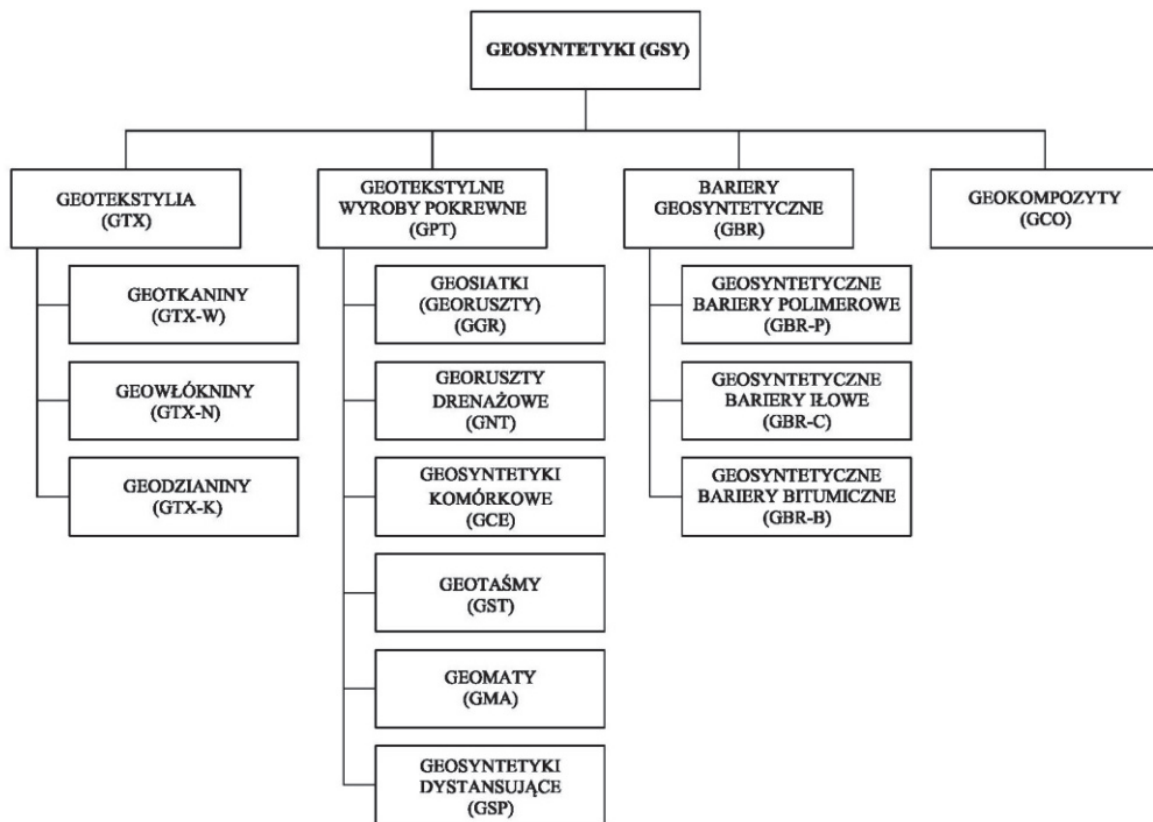 GEOSYNTETYKI (GSY)
GEOTEKSTYLIA
(GTX)
GEOTKANINY
(GTX-W)
GEOWŁÓKNINY
(GTX-N)
GEODZIANINY
(GTX-K)
GEOTEKSTYLNE
WYROBY POKREWNE
(GPT)
GEOSIATKI
(GEORUSZTY)
(GGR)
GEORUSZTY
DRENAŻOWE
(GNT)
GEOSYNTETYKI
KOMÓRKOWE
(GCE)
GEOTAŚMY
(GST)
GEOMATY
(GMA)
GEOSYNTETYKI
DYSTANSUJĄCE
(GSP)
BARIERY
GEOSYNTETYCZNE
(GBR)
GEOSYNTETYCZNE
BARIERY POLIMEROWE
(GBR-P)
GEOSYNTETYCZNE
BARIERY IŁOWE
(GBR-C)
GEOSYNTETYCZNE
BARIERY BITUMICZNE
(GBR-B)
GEOKOMPOZYTY
(GCO)